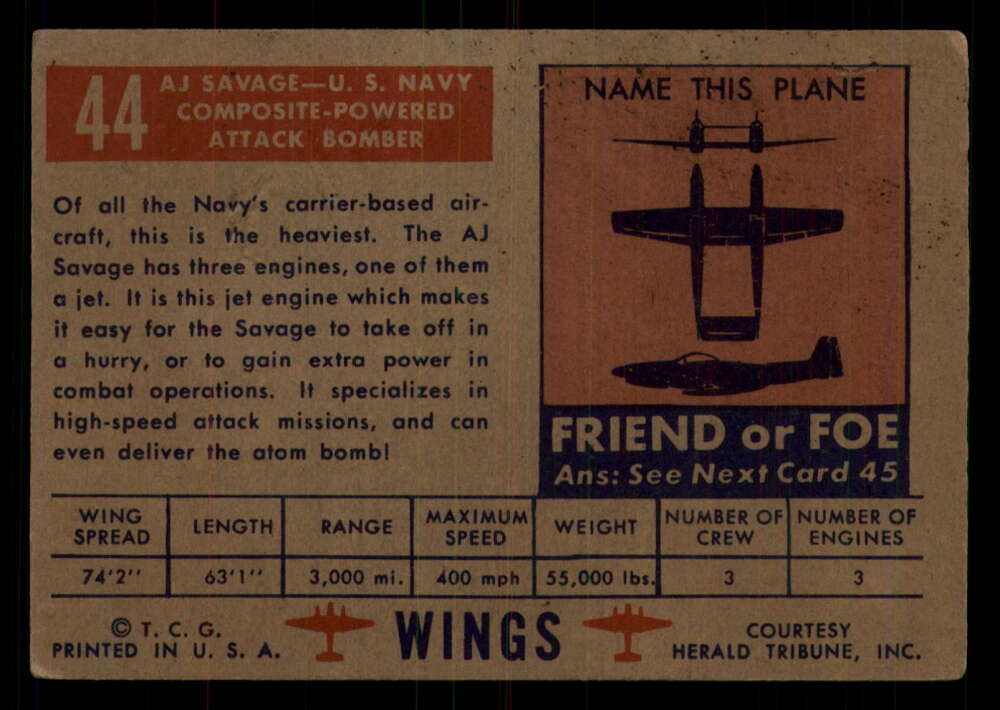 44
AJ SAVAGE—U. S. NAVY
COMPOSITE-POWERED
ATTACK BOMBER
Of all the Navy's carrier-based air-
craft, this is the heaviest. The AJ
Savage has three engines, one of them
a jet. It is this jet engine which makes
it easy for the Savage to take off in
a hurry, or to gain extra power in
combat operations. It specializes in
high-speed attack missions, and can
even deliver the atom bomb!
NAME THIS PLANE
FRIEND or FOE
Ans: See Next Card 45
WING SPREAD LENGTH RANGE MAXIMUM SPEED WEIGHT NUMBER OF CREW NUMBER OF ENGINES
74'2'' 63'1'' 3,000 mi. 400 mph 55,000 lbs. 3 3
© T. C. G.
PRINTED IN U. S. A.
WINGS
COURTESY
HERALD TRIBUNE, INC.